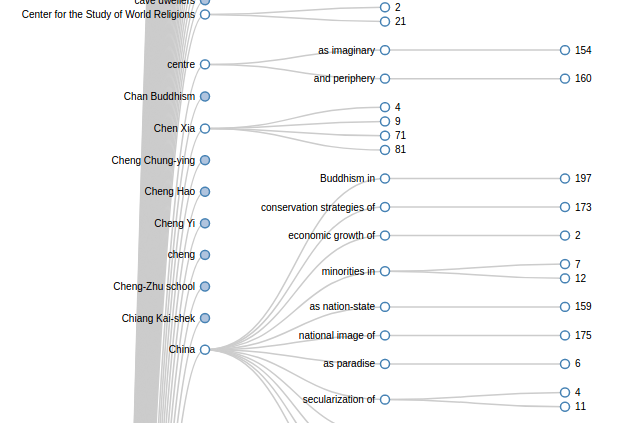 cave dwellers
Center for the Study of World Religions
2
21
centre
as imaginary
154
and periphery
160
Chan Buddhism
Chen Xia
4
9
71
81
Cheng Chung-ying
Cheng Hao
Cheng Yi
cheng
Cheng-Zhu school
Chiang Kai-shek
China
Buddhism in
197
conservation strategies of
173
economic growth of
2
minorities in
7
12
as nation-state
159
national image of
175
as paradise
6
secularization of
4
11